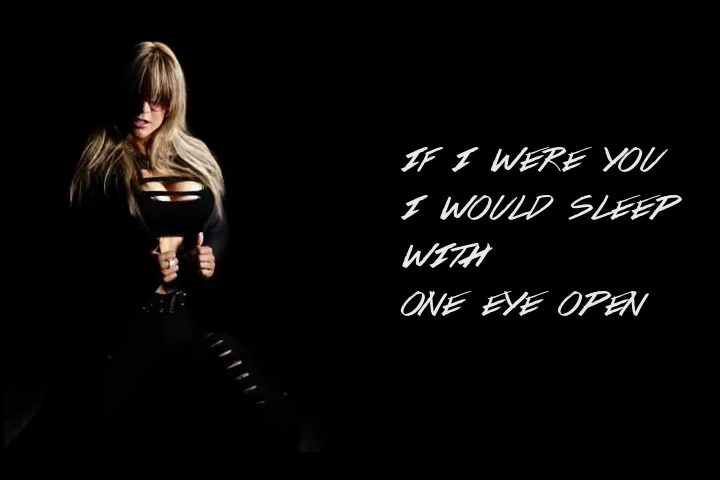 IF I WERE YOU
I WOULD SLEEP
WITH
ONE EYE OPEN